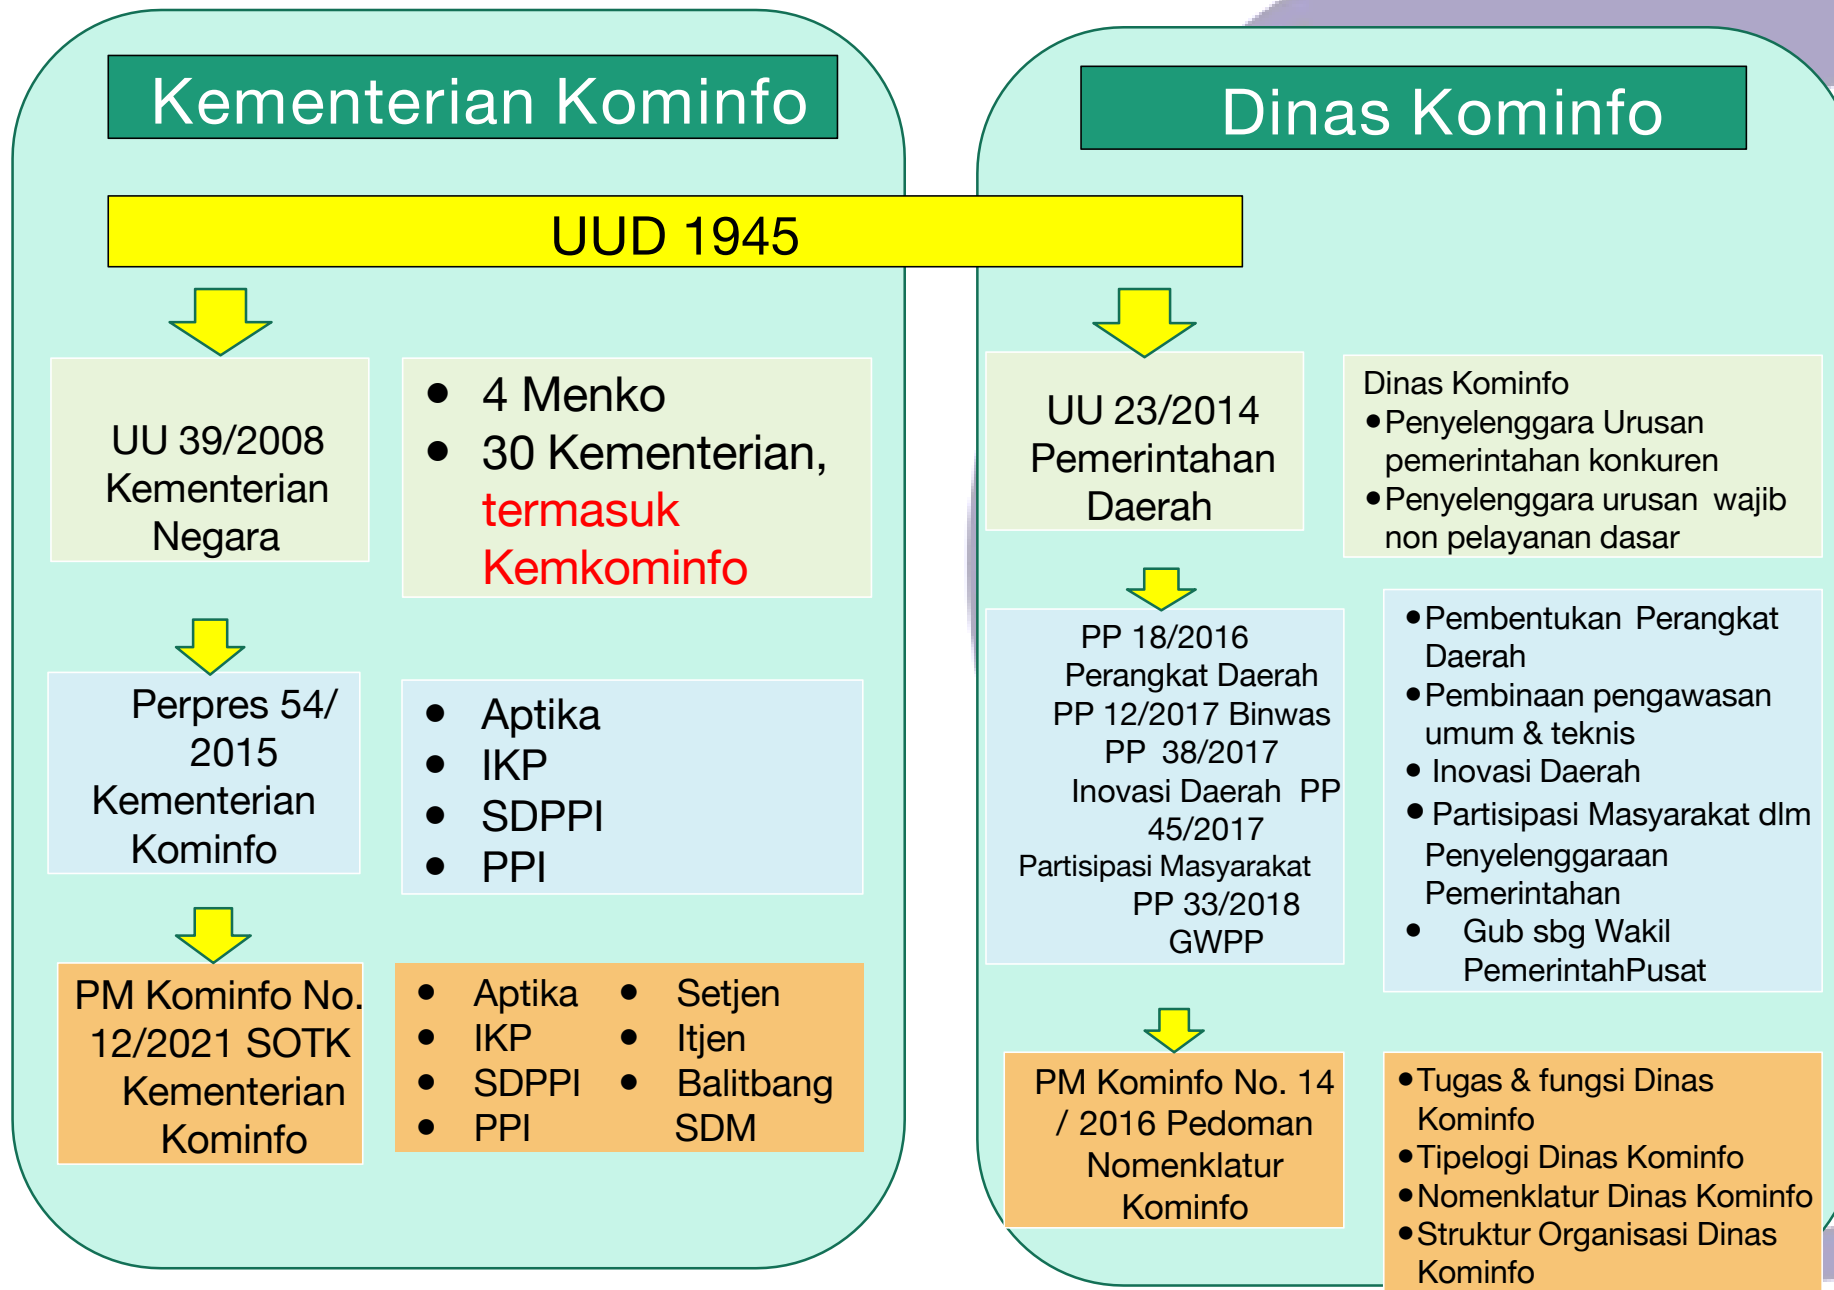 Kementerian Kominfo
Dinas Kominfo
UUD 1945
UU 39/2008
Kementerian
Negara
● 4 Menko
● 30 Kementerian,
termasuk
Kemkominfo
Perpres 54/
2015
Kementerian
Kominfo
● Aptika
● IKP
● SDPPI
● PPI
PM Kominfo No.
12/2021 SOTK
Kementerian
Kominfo
● Aptika
● IKP
● SDPPI
● PPI
● Setjen
● Itjen
● Balitbang
SDM
UU 23/2014
Pemerintahan
Daerah
Dinas Kominfo
●Penyelenggara Urusan
pemerintahan konkuren
●Penyelenggara urusan wajib
non pelayanan dasar
PP 18/2016
Perangkat Daerah
PP 12/2017 Binwas
PP 38/2017
Inovasi Daerah PP
45/2017
Partisipasi Masyarakat
PP 33/2018
GWPP
●Pembentukan Perangkat
Daerah
●Pembinaan pengawasan
umum & teknis
● Inovasi Daerah
● Partisipasi Masyarakat dlm
Penyelenggaraan
Pemerintahan
● Gub sbg Wakil
PemerintahPusat
PM Kominfo No. 14
/ 2016 Pedoman
Nomenklatur
Kominfo
●Tugas & fungsi Dinas
Kominfo
●Tipelogi Dinas Kominfo
●Nomenklatur Dinas Kominfo
●Struktur Organisasi Dinas
Kominfo